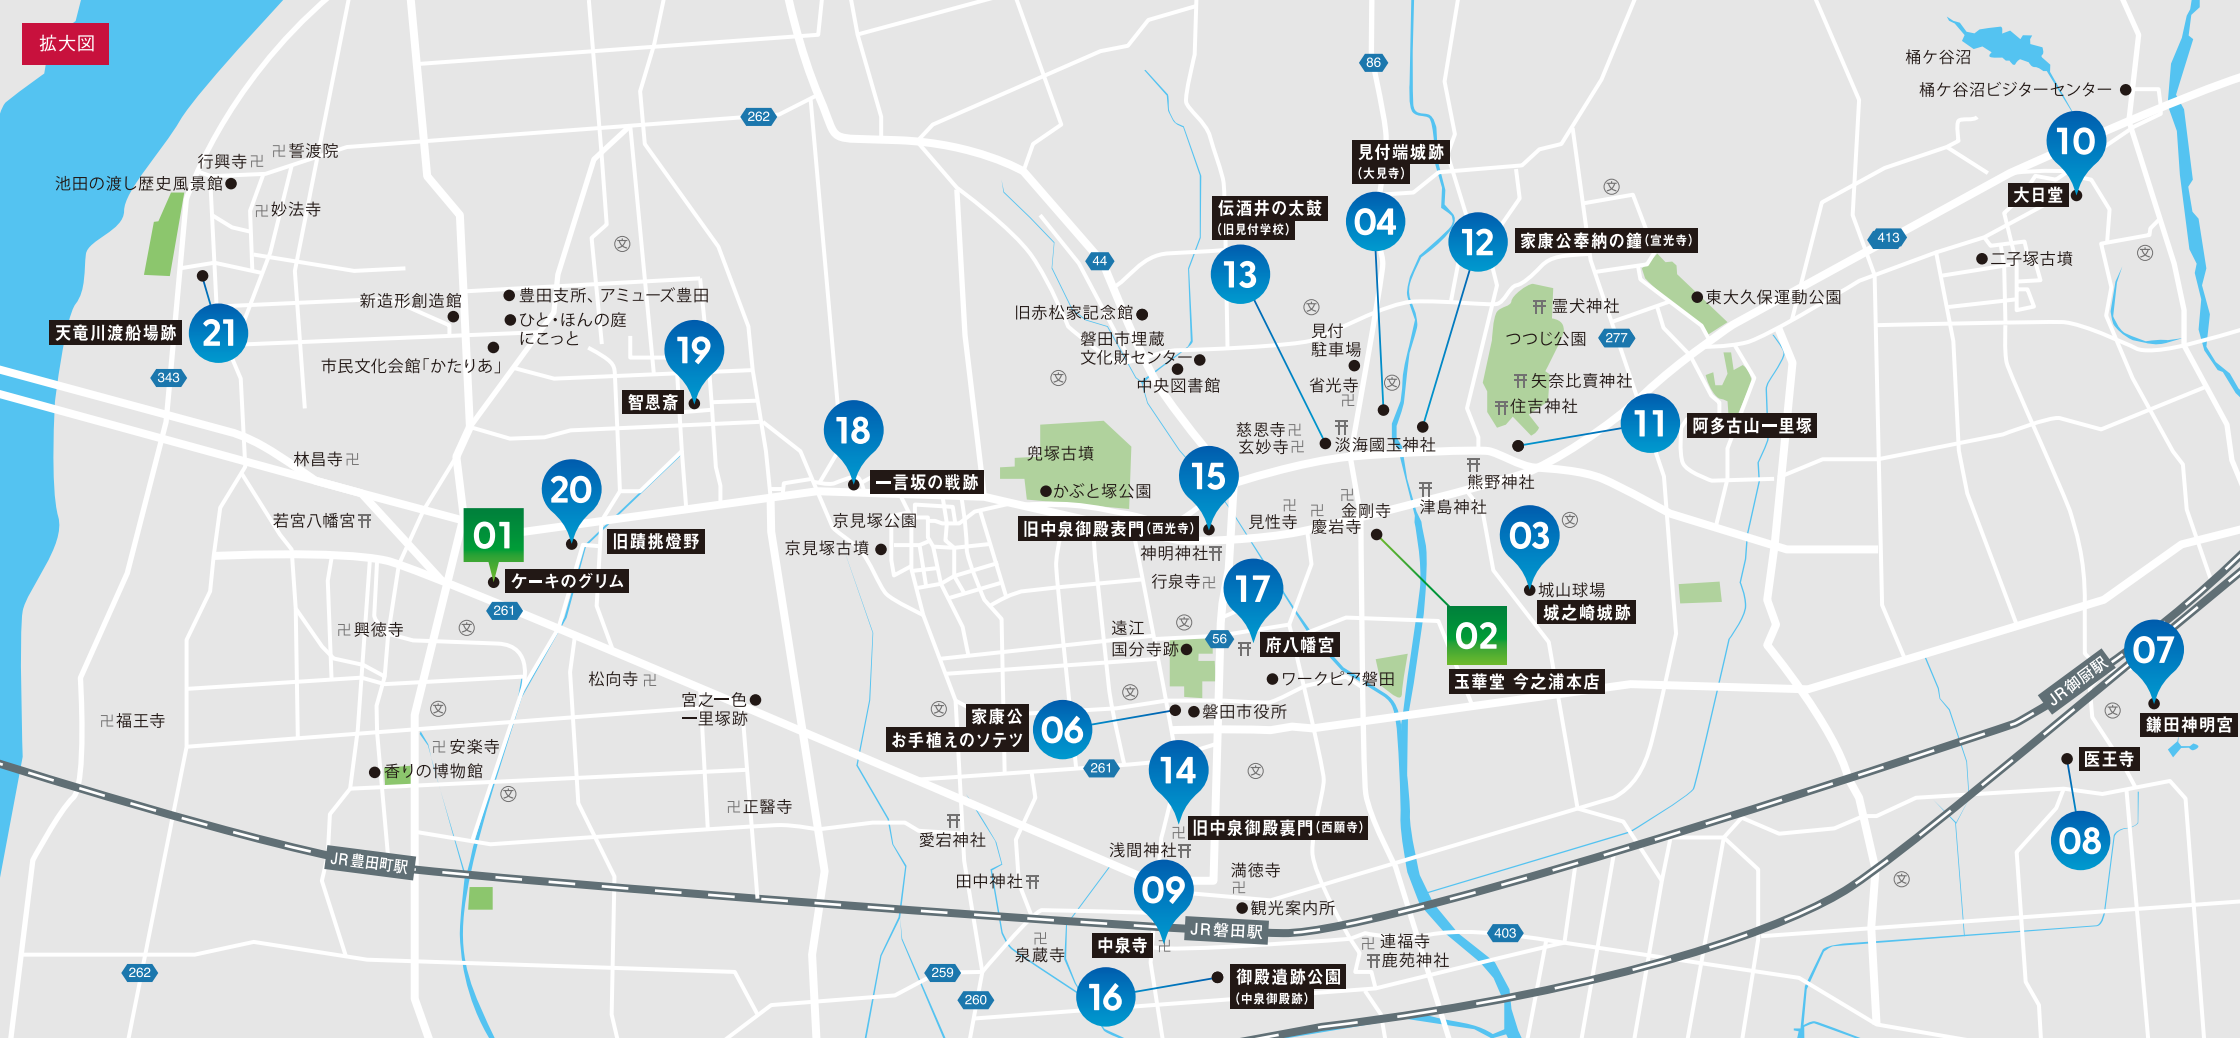 拡大図
86
262
桶ケ谷沼
桶ケ谷沼ビジターセンター
10
大日堂
二子塚古墳
413
行興寺
誓渡院
池田の渡し歴史風景館
妙法寺
文
天竜川渡船場跡
21
343
新造形創造館
豊田支所、アミューズ豊田
ひと・ほんの庭
にこっと
市民文化会館「かたりあ」
19
智恩斎
44
旧赤松家記念館
磐田市埋蔵
文化財センター
中央図書館
文
伝酒井の太鼓
(旧見付学校)
13
見付端城跡
(大見寺)
04
12
家康公奉納の鐘(宣光寺)
文
文
文
見付
駐車場
省光寺
文
慈恩寺
玄妙寺
淡海國玉神社
霊犬神社
つつじ公園
277
矢奈比賣神社
住吉神社
東大久保運動公園
11
阿多古山一里塚
熊野神社
津島神社
林昌寺
若宮八幡宮
01
ケーキのグリム
261
20
旧蹟挑燈野
18
一言坂の戦跡
京見塚公園
京見塚古墳
兜塚古墳
かぶと塚公園
15
旧中泉御殿表門(西光寺)
神明神社
行泉寺
見性寺
慶岩寺
金剛寺
03
文
城山球場
城之崎城跡
02
玉華堂 今之浦本店
17
府八幡宮
56
文
遠江
国分寺跡
ワークピア磐田
文
磐田市役所
家康公
お手植えのソテツ
06
261
文
14
旧中泉御殿裏門(西願寺)
浅間神社
興徳寺
文
松向寺
宮之一色
一里塚跡
文
福王寺
文
安楽寺
香りの博物館
文
正醫寺
愛宕神社
田中神社
JR豊田町駅
09
中泉寺
満徳寺
観光案内所
JR磐田駅
泉蔵寺
16
御殿遺跡公園
(中泉御殿跡)
連福寺
鹿苑神社
403
262
259
260
JR御厨駅
07
文
鎌田神明宮
医王寺
08
文